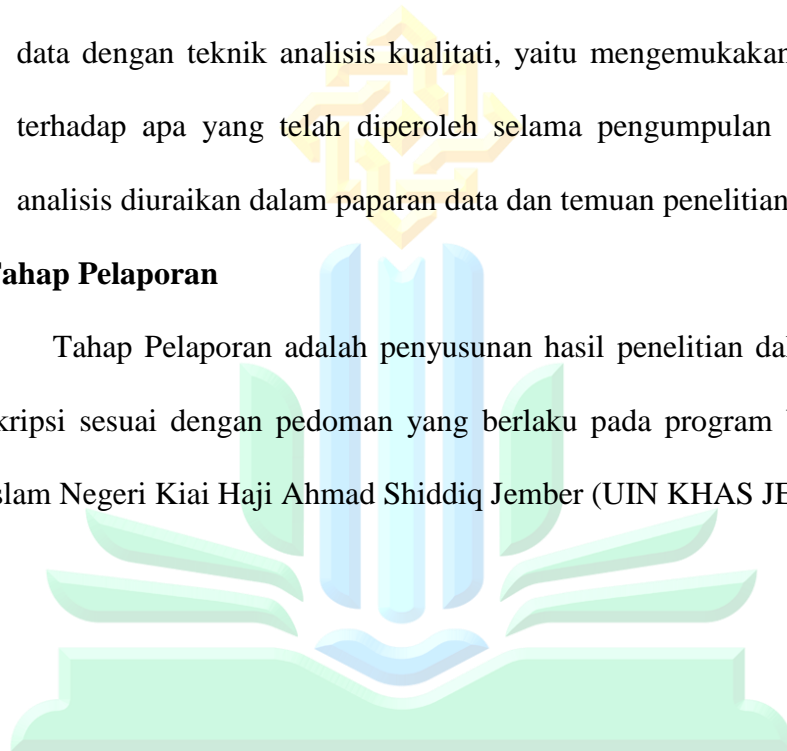 data dengan teknik analisis kualitati, yaitu mengemukakan
terhadap apa yang telah diperoleh selama pengumpulan
analisis diuraikan dalam paparan data dan temuan penelitian
Tahap Pelaporan
Tahap Pelaporan adalah penyusunan hasil penelitian
kripsi sesuai dengan pedoman yang berlaku pada program
slam Negeri Kiai Haji Ahmad Shiddiq Jember (UIN KHAS JE